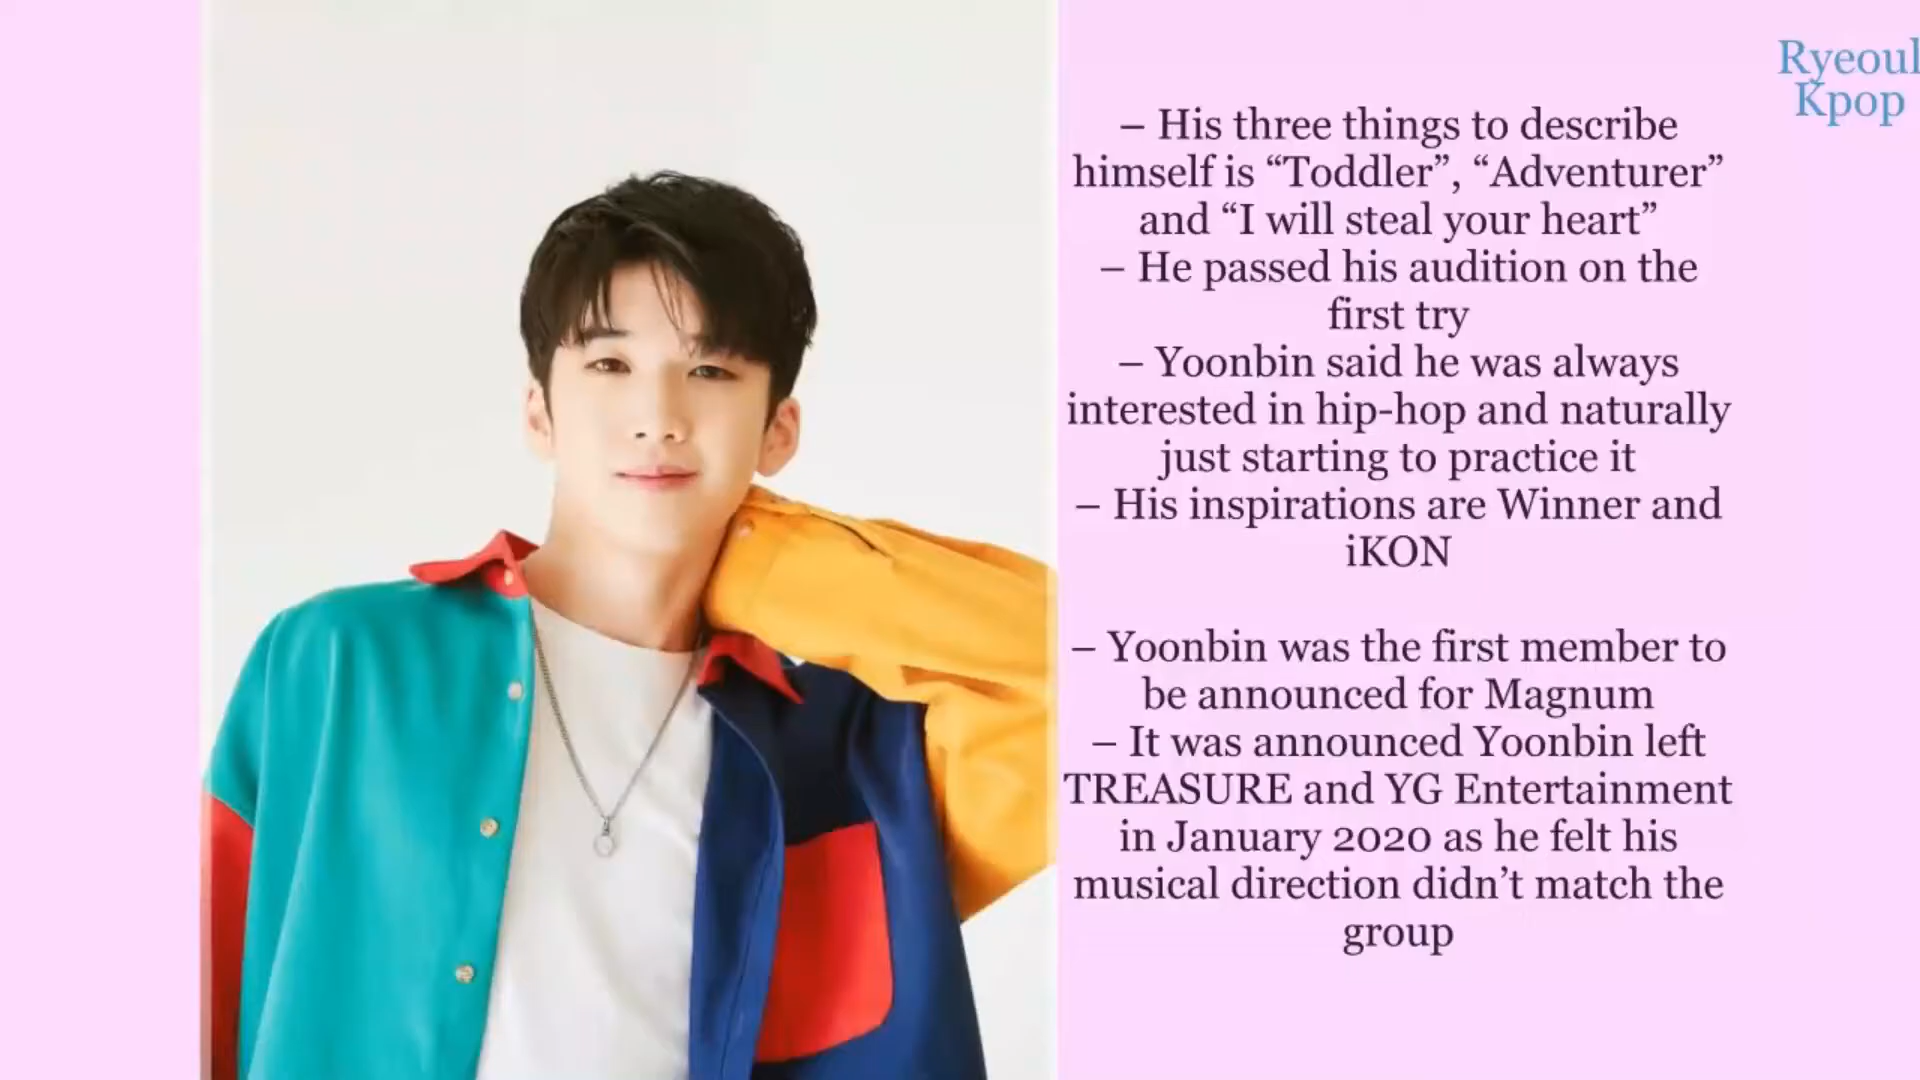 Ryeoul
Kpop
– His three things to describe
himself is “Toddler”, “Adventurer”
and “I will steal your heart”
– He passed his audition on the
first try
– Yoonbin said he was always
interested in hip-hop and naturally
just starting to practice it
– His inspirations are Winner and
iKON
– Yoonbin was the first member to
be announced for Magnum
– It was announced Yoonbin left
TREASURE and YG Entertainment
in January 2020 as he felt his
musical direction didn’t match the
group